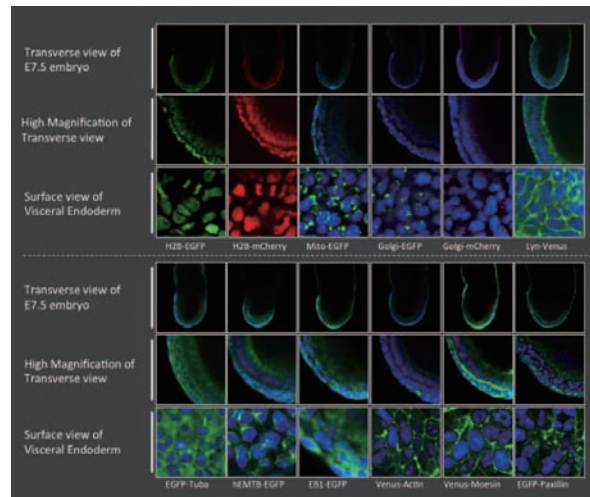 Transverse view of
E7.5 embryo
High Magnification of
Transverse view
Surface view of
Visceral Endoderm
H2B-EGFP H2B-mCherry Mito-EGFP Golgi-EGFP Golgi-mCherry Lyn-Venus
Transverse view of
E7.5 embryo
High Magnification of
Transverse view
Surface view of
Visceral Endoderm
EGFP-Tuba hEMTB-EGFP EB1-EGFP Venus-Actin Venus-Moesin EGFP-Paxillin